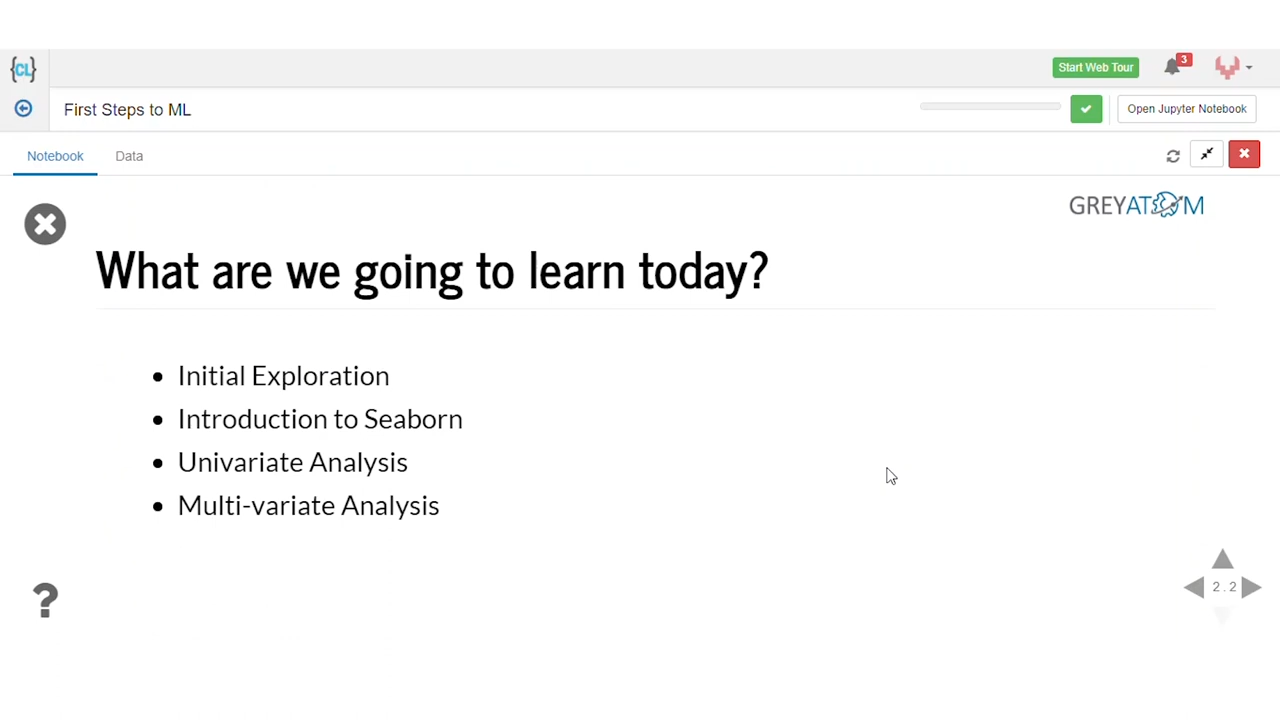 {CL}
Start Web Tour
3
First Steps to ML
Open Jupyter Notebook
Notebook
Data
GREYATOM
What are we going to learn today?
Initial Exploration
Introduction to Seaborn
Univariate Analysis
Multi-variate Analysis
2.2
?